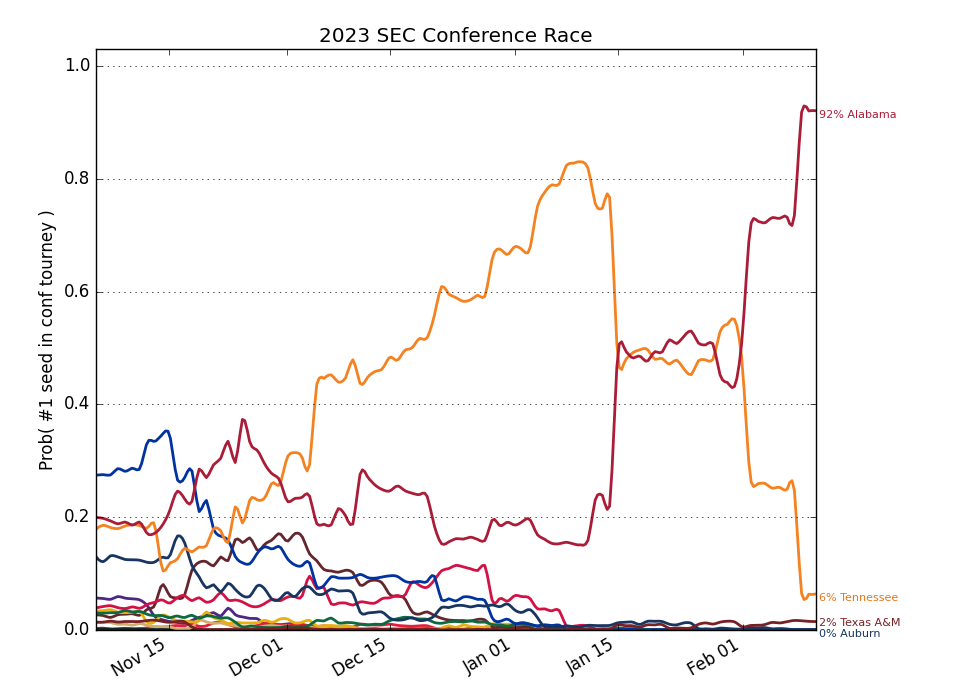 2023 SEC Conference Race
Prob( #1 seed in conf tourney )
1.0
0.8
0.6
0.4
0.2
0.0
Nov 15
Dec 01
Dec 15
Jan 01
Jan 15
Feb 01
92% Alabama
6% Tennessee
2% Texas A&M
0% Auburn